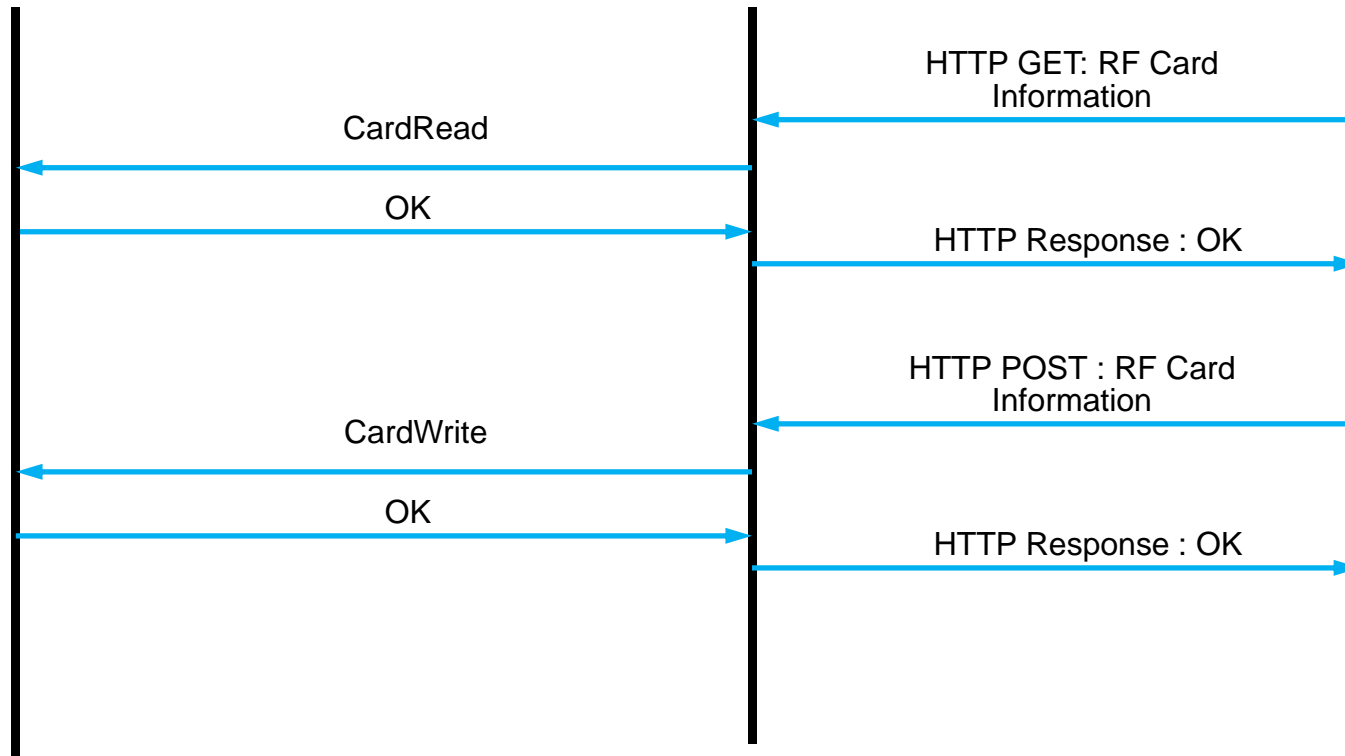 HTTP GET: RF Card
Information
CardRead
OK
HTTP Response : OK
HTTP POST : RF Card
Information
CardWrite
OK
HTTP Response : OK